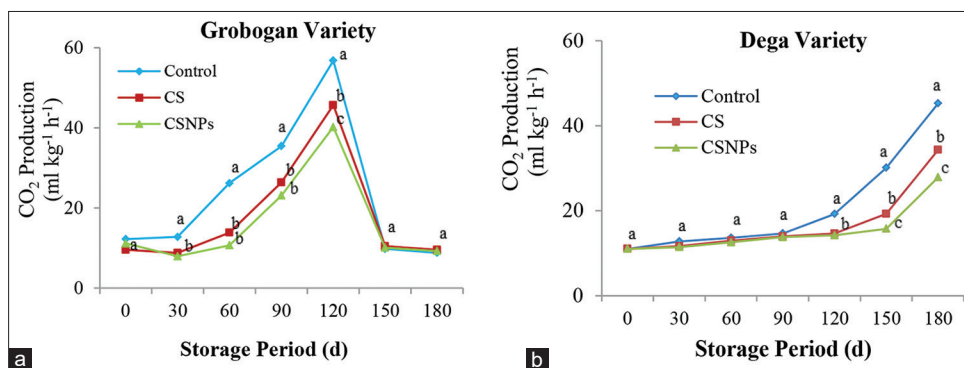 Grobogan Variety
60
40
20
0
CO₂ Production
(ml kg⁻¹ h⁻¹)
Control
CS
CSNPs
a
a
b
a
b
b
a
b
b
a
b
c
a
a
0 30 60 90 120 150 180
Storage Period (d)
a
Dega Variety
60
40
20
0
CO₂ Production
(ml kg⁻¹ h⁻¹)
Control
CS
CSNPs
a
a
a
a
a
b
a
b
c
a
b
c
0 30 60 90 120 150 180
Storage Period (d)
b